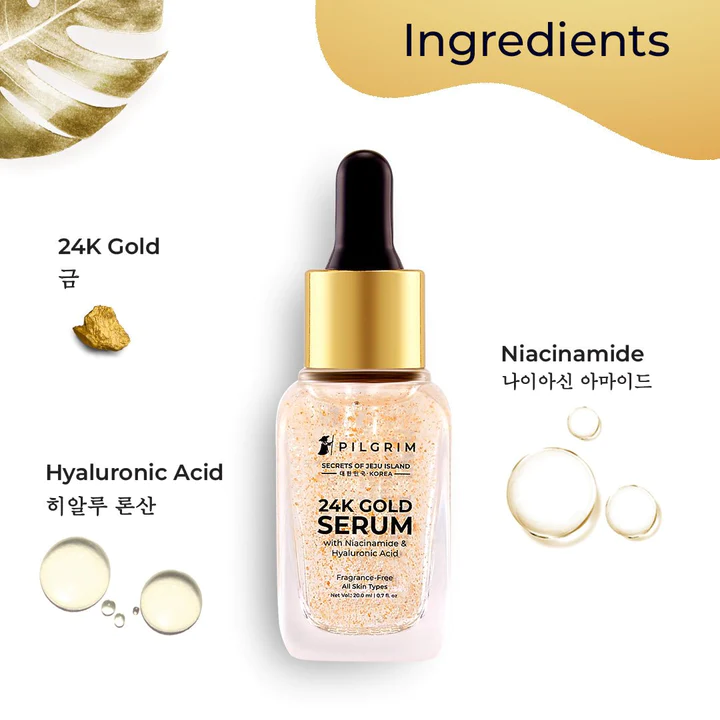 Ingredients
24K Gold
금
Niacinamide
나이아신 아마이드
Hyaluronic Acid
히알루 론산
PILGRIM
SECRETS OF JEJU ISLAND
대한민국·KOREA
24K GOLD
SERUM
with Niacinamide &
Hyaluronic Acid
Fragrance-Free
All Skin Types
Net Vol.: 20.0 ml | 0.7 fl. oz